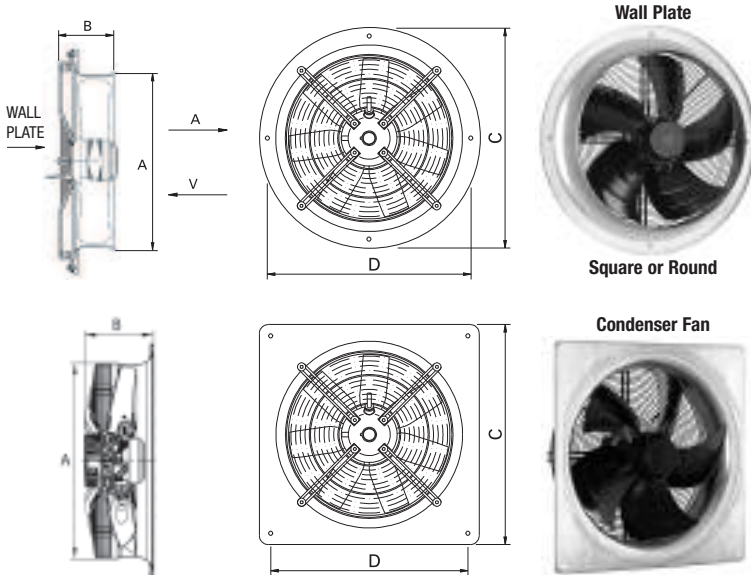 Wall Plate
B
WALL
PLATE
A
A
V
C
D
Square or Round
Condenser Fan
B
A
C
D